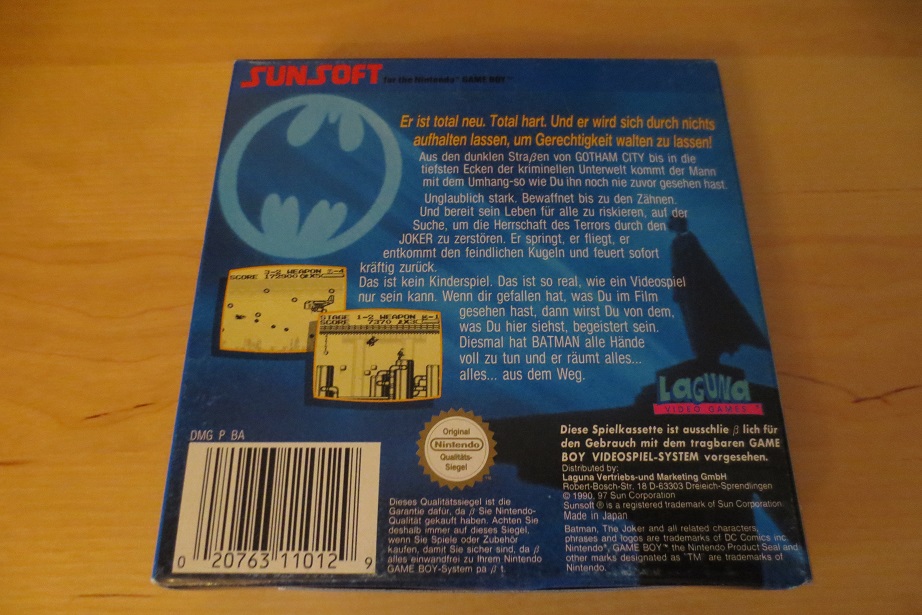 SUNSOFT for the Nintendo™ GAME BOY™
Er ist total neu. Total hart. Und er wird sich durch nichts
aufhalten lassen, um Gerechtigkeit walten zu lassen!
Aus den dunklen Straβen von GOTHAM CITY bis in die
tiefsten Ecken der kriminellen Unterwelt kommt der Mann
mit dem Umhang-so wie Du ihn noch nie zuvor gesehen hast.
Unglaublich stark. Bewaffnet bis zu den Zähnen.
Und bereit sein Leben für alle zu riskieren, auf der
Suche, um die Herrschaft des Terrors durch den
JOKER zu zerstören. Er springt, er fliegt, er
entkommt den feindlichen Kugeln und feuert sofort
kräftig zurück.
Das ist kein Kinderspiel. Das ist so real, wie ein Videospiel
nur sein kann. Wenn dir gefallen hat, was Du im Film
gesehen hast, dann wirst Du von dem,
was Du hier siehst, begeistert sein.
Diesmal hat BATMAN alle Hände
voll zu tun und er räumt alles...
alles... aus dem Weg.
3-2 WEAPON
SCORE
STAGE 1-2 WEAPON
SCORE 7370
LAGUNA
VIDEO GAMES
DMG P BA
0 20763 11012 9
Original
Nintendo
Qualitäts-
Siegel
Dieses Qualitätssiegel ist die
Garantie dafür, da β Sie Nintendo-
Qualität gekauft haben. Achten Sie
deshalb immer auf dieses Siegel,
wenn Sie Spiele oder Zubehör
kaufen, damit Sie sicher sind, da β
alles einwandfrei zu Ihrem Nintendo
GAME BOY-System pa β t.
Diese Spielkassette ist ausschlie β lich für
den Gebrauch mit dem tragbaren GAME
BOY VIDEOSPIEL-SYSTEM vorgesehen.
Distributed by:
Laguna Vertriebs-und Marketing GmbH
Robert-Bosch-Str. 18 D-63303 Dreieich-Sprendlingen
© 1990, 97 Sun Corporation
Sunsoft ® is a registered trademark of Sun Corporation.
Made in Japan
Batman, The Joker and all related characters,
phrases and logos are trademarks of DC Comics Inc.
Nintendo®, GAME BOY™ the Nintendo Product Seal and
other marks designated as "TM" are trademarks of
Nintendo.